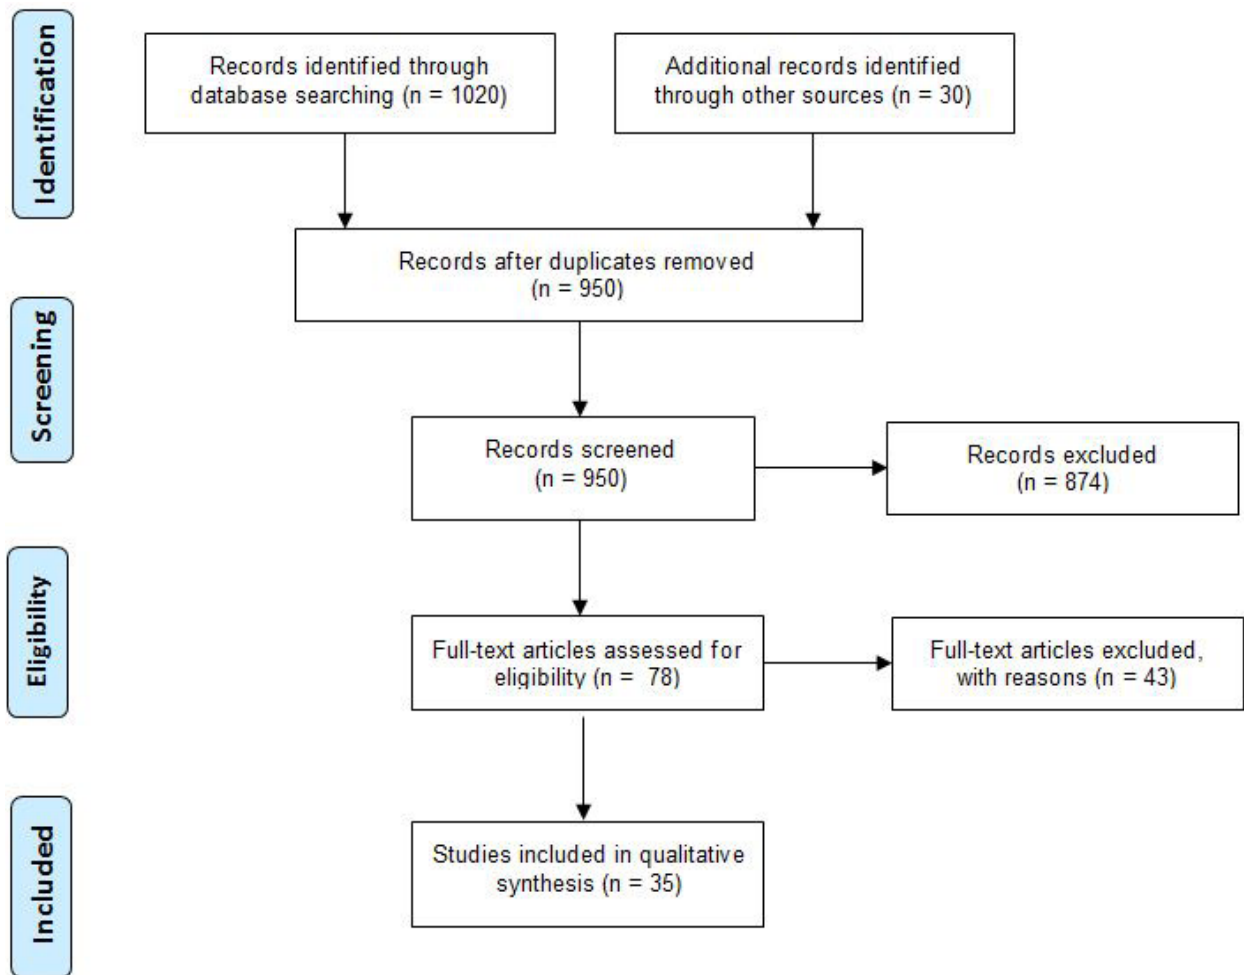 Identification
Records identified through
database searching (n = 1020)
Additional records identified
through other sources (n = 30)
Records after duplicates removed
(n = 950)
Screening
Records screened
(n = 950)
Records excluded
(n = 874)
Eligibility
Full-text articles assessed for
eligibility (n = 78)
Full-text articles excluded,
with reasons (n = 43)
Included
Studies included in qualitative
synthesis (n = 35)